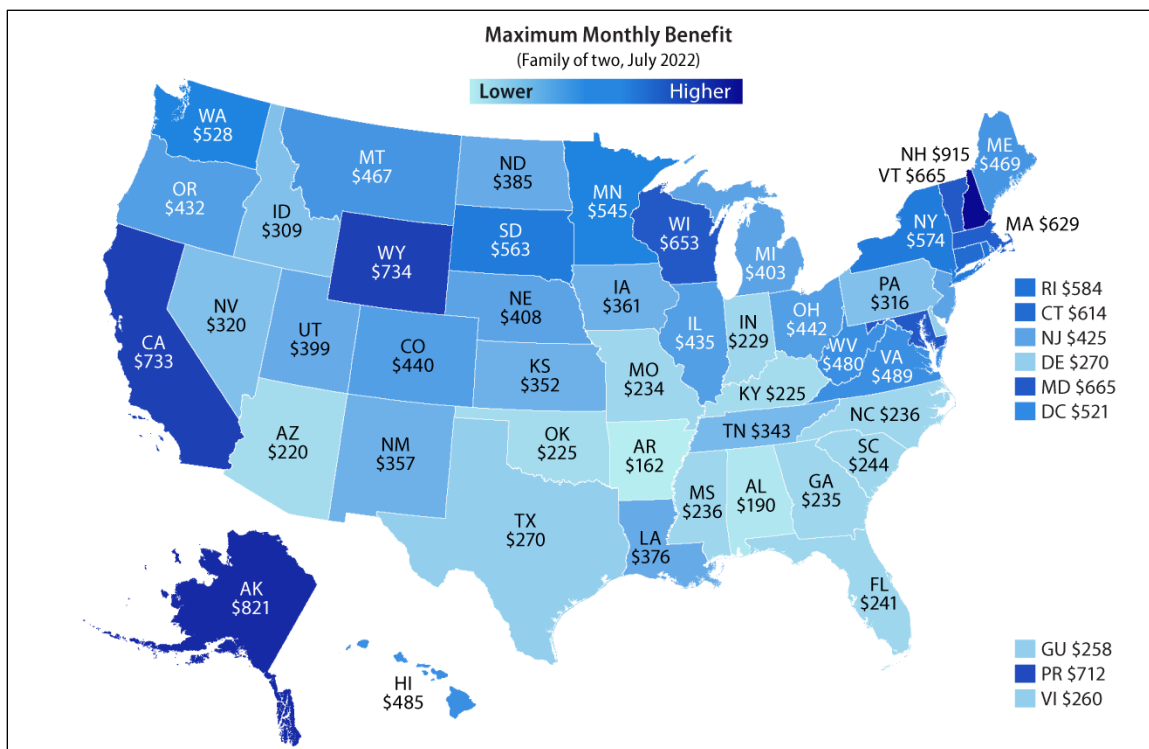 Maximum Monthly Benefit
(Family of two, July 2022)
Lower Higher
WA
$528
OR
$432
CA
$733
ID
$309
NV
$320
MT
$467
WY
$734
UT
$399
AZ
$220
CO
$440
NM
$357
ND
$385
SD
$563
NE
$408
KS
$352
OK
$225
TX
$270
MN
$545
IA
$361
MO
$234
AR
$162
LA
$376
WI
$653
IL
$435
MI
$403
IN
$229
OH
$442
KY $225
TN $343
MS
$236
AL
$190
GA
$235
FL
$241
SC
$244
NC $236
WV
$480
VA
$489
PA
$316
NY
$574
NH $915
VT $665
ME
$469
MA $629
RI $584
CT $614
NJ $425
DE $270
MD $665
DC $521
AK
$821
HI
$485
GU $258
PR $712
VI $260